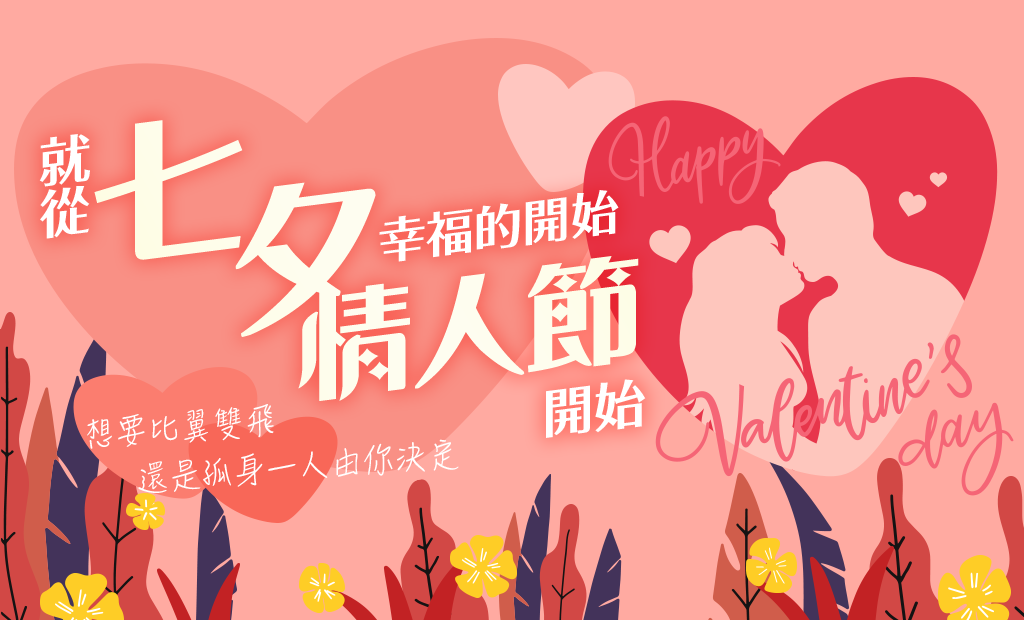 就從
七夕
幸福的開始
情人節
開始
想要比翼雙飛
還是孤身一人由你決定
Happy
Valentine's
day